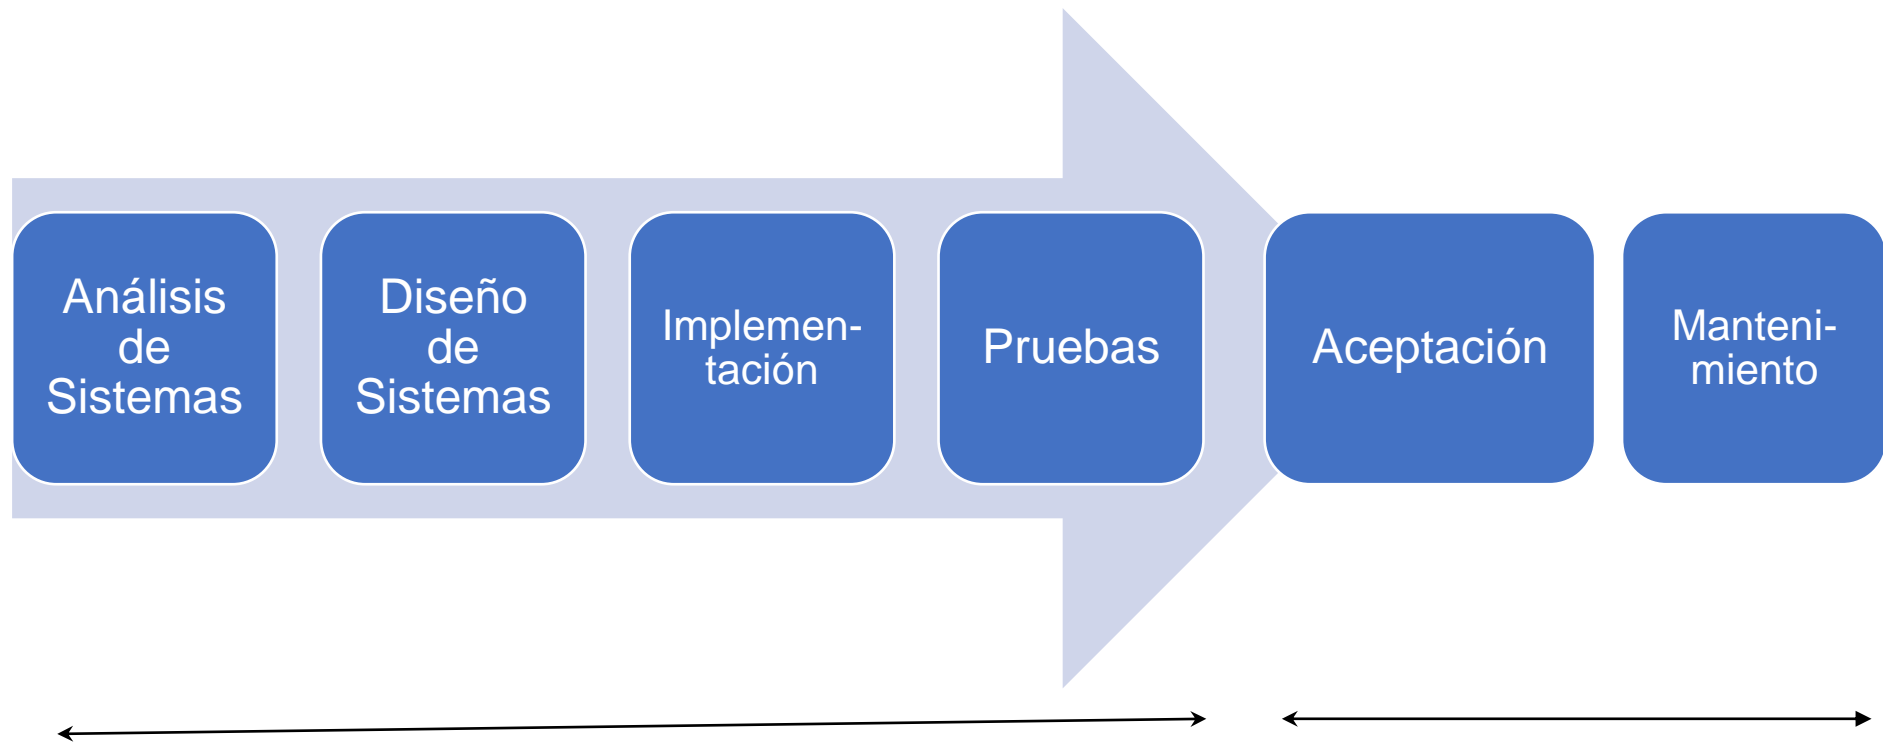 Análisis
de
Sistemas
Diseño
de
Sistemas
Implemen-
tación
Pruebas
Aceptación
Manteni-
miento